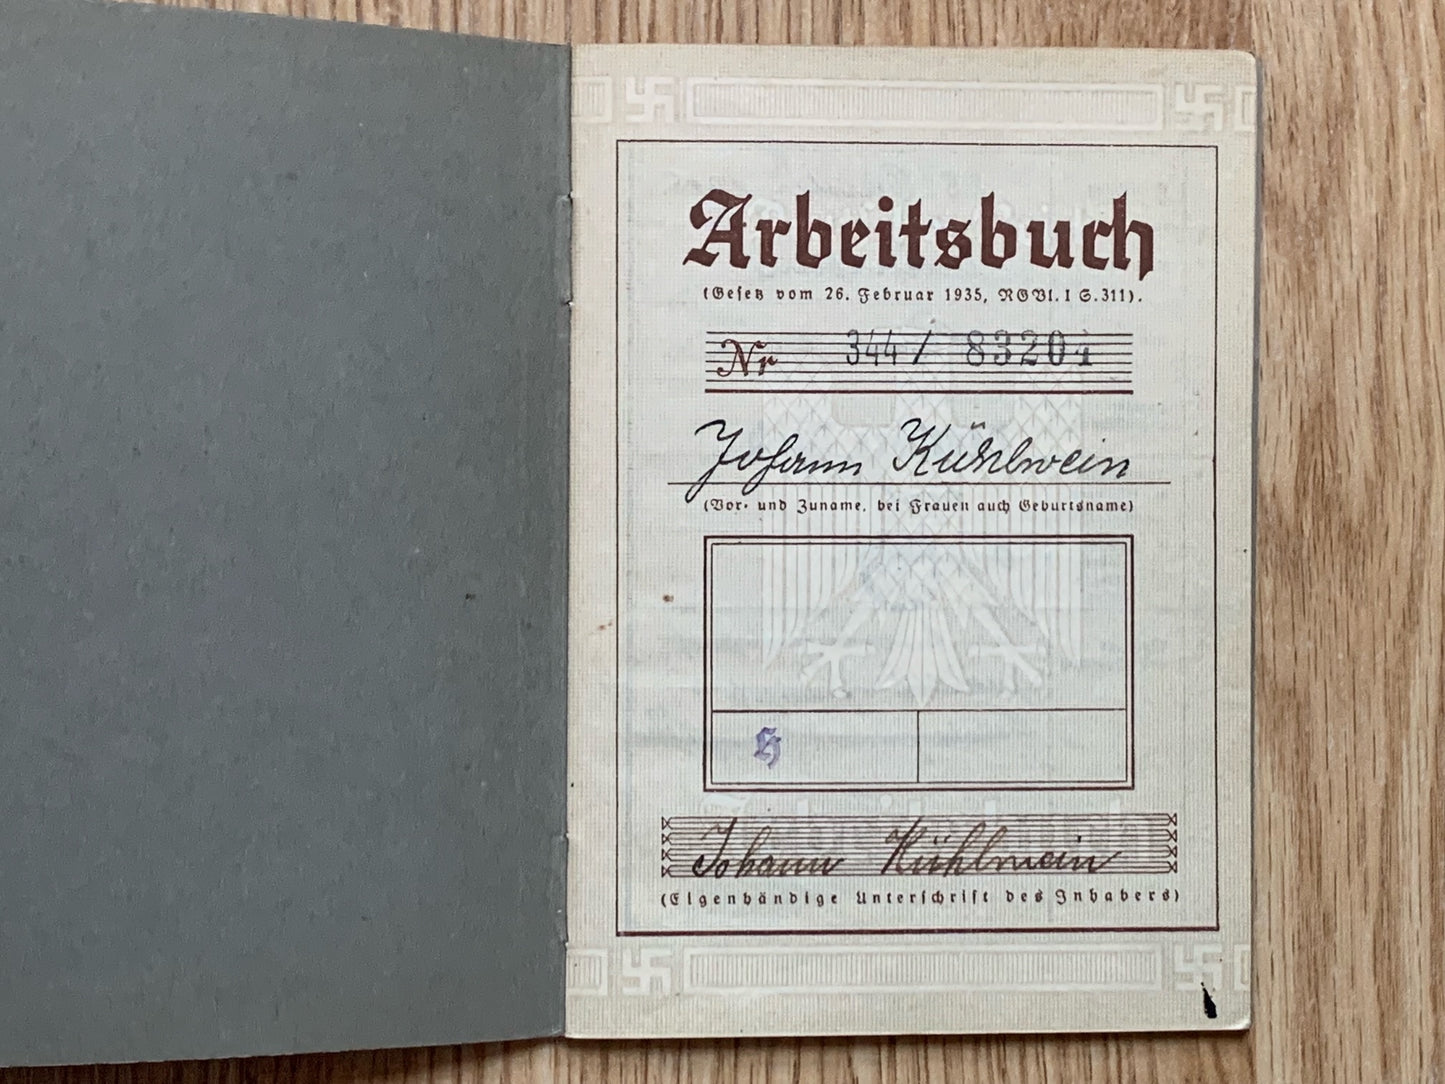 Arbeitsbuch
(Gesetz vom 26. Februar 1935, RGBl. I S. 311).
Nr 344 / 83204
Johann Kühlwein
(Vor- und Zuname, bei Frauen auch Geburtsname)
H
Johann Kühlwein
(Eigenhändige Unterschrift des Inhabers)